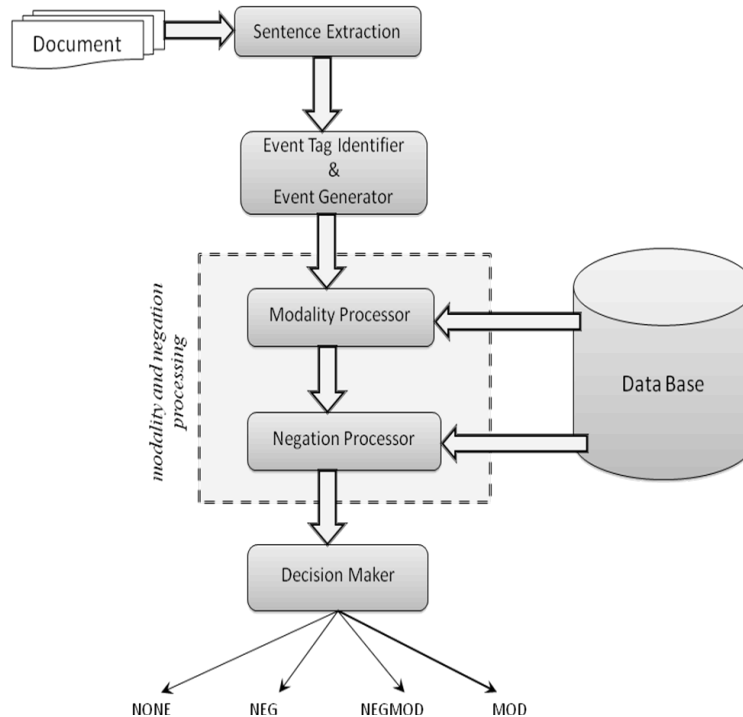 Document
Sentence Extraction
Event Tag Identifier
&
Event Generator
modality and negation
processing
Modality Processor
Data Base
Negation Processor
Decision Maker
NONE
NEG
NEGMOD
MOD